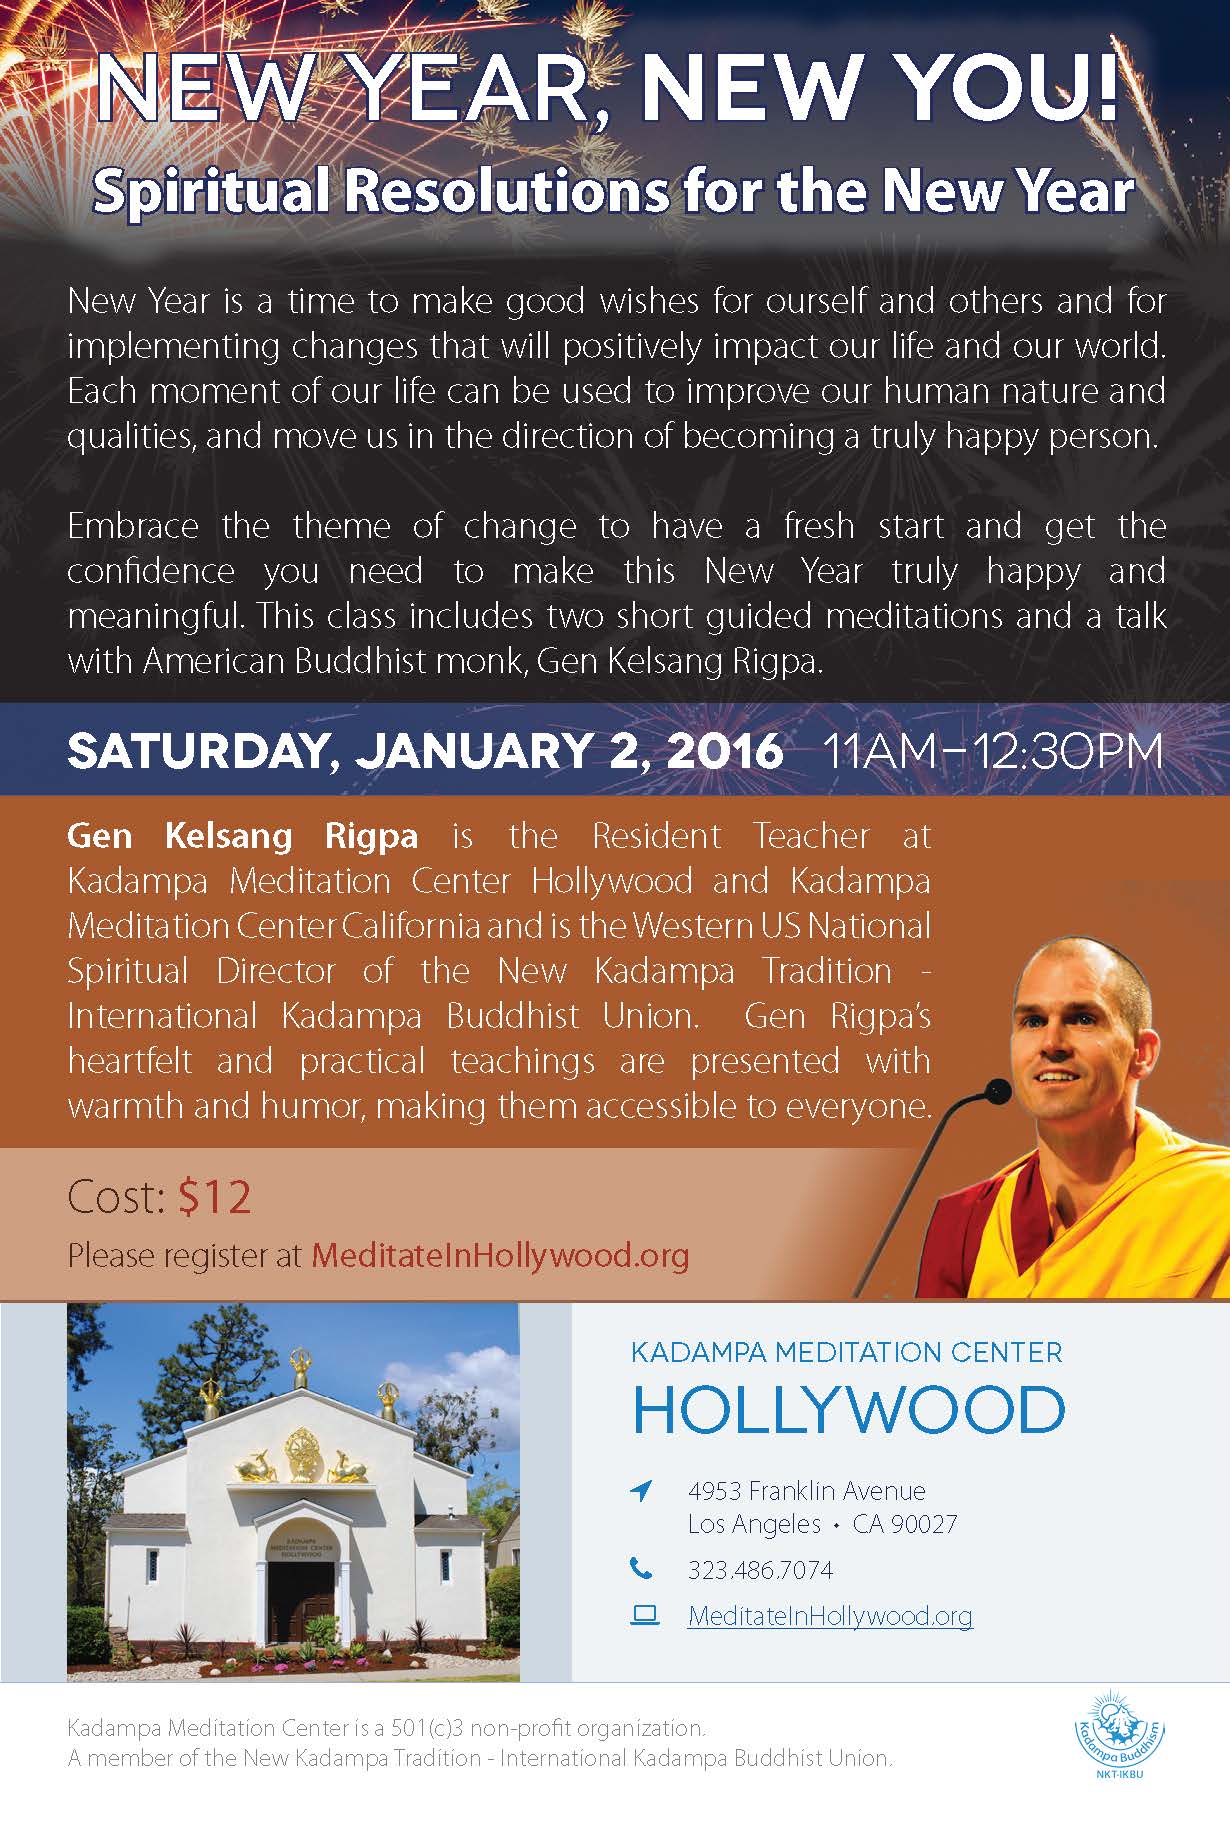 NEW YEAR, NEW YOU!
Spiritual Resolutions for the New Year
New Year is a time to make good wishes for ourself and others and for
implementing changes that will positively impact our life and our world.
Each moment of our life can be used to improve our human nature and
qualities, and move us in the direction of becoming a truly happy person.
Embrace the theme of change to have a fresh start and get the
confidence you need to make this New Year truly happy and
meaningful. This class includes two short guided meditations and a talk
with American Buddhist monk, Gen Kelsang Rigpa.
SATURDAY, JANUARY 2, 2016 11AM–12:30PM
Gen Kelsang Rigpa is the Resident Teacher at
Kadampa Meditation Center Hollywood and Kadampa
Meditation Center California and is the Western US National
Spiritual Director of the New Kadampa Tradition -
International Kadampa Buddhist Union. Gen Rigpa's
heartfelt and practical teachings are presented with
warmth and humor, making them accessible to everyone.
Cost: $12
Please register at MeditateInHollywood.org
KADAMPA
MEDITATION CENTER
HOLLYWOOD
KADAMPA MEDITATION CENTER
HOLLYWOOD
4953 Franklin Avenue
Los Angeles • CA 90027
323.486.7074
MeditateInHollywood.org
Kadampa Meditation Center is a 501(c)3 non-profit organization.
A member of the New Kadampa Tradition - International Kadampa Buddhist Union.
Kadampa Buddhism
NKT-IKBU